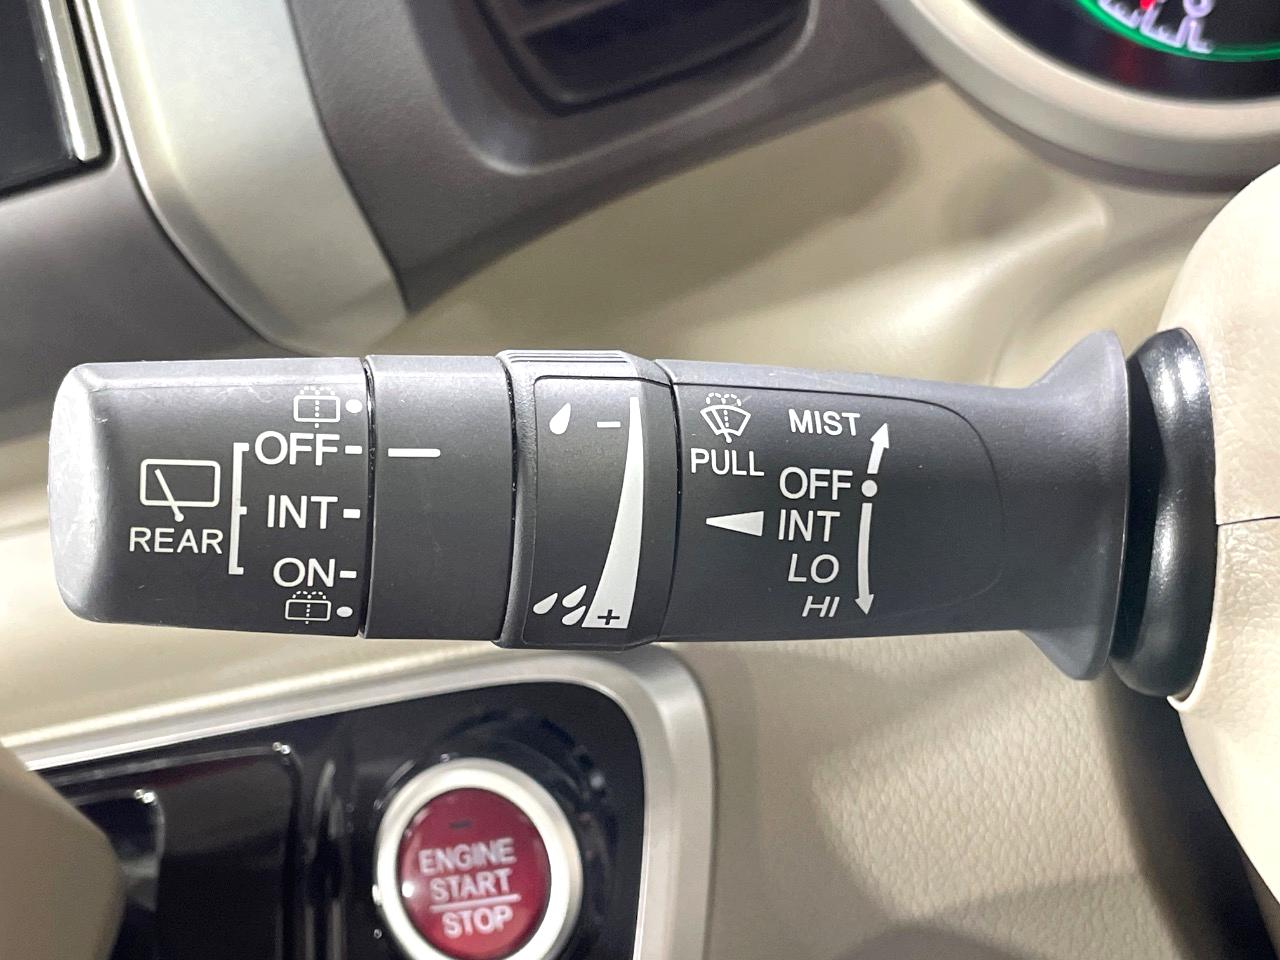 OFF
INT
ON
REAR
−
+
PULL
MIST
OFF
INT
LO
HI
ENGINE
START
STOP